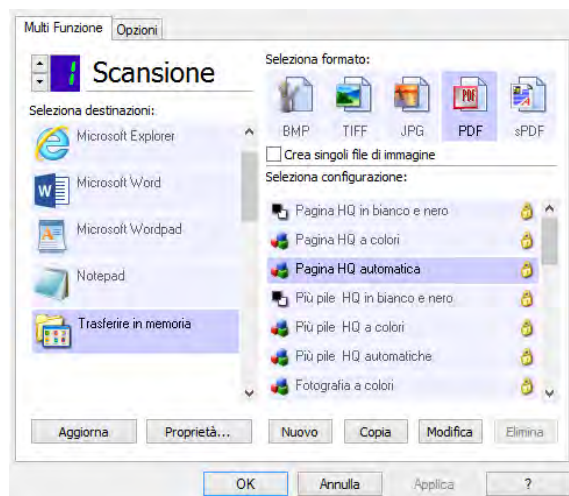 Multi Funzione
Opzioni
1
Scansione
Seleziona destinazioni:
Microsoft Explorer
Microsoft Word
Microsoft Wordpad
Notepad
Trasferire in memoria
Seleziona formato:
BMP
TIFF
JPG
PDF
sPDF
Crea singoli file di immagine
Seleziona configurazione:
Pagina HQ in bianco e nero
Pagina HQ a colori
Pagina HQ automatica
Più pile HQ in bianco e nero
Più pile HQ a colori
Più pile HQ automatiche
Fotografia a colori
Aggiorna
Proprietà...
Nuovo
Copia
Modifica
Elimina
OK
Annulla
Applica
?